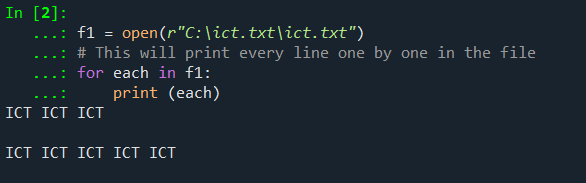 In [2]:
...: f1 = open(r"C:\ict.txt\ict.txt")
...: # This will print every line one by one in the file
...: for each in f1:
...:     print (each)
ICT ICT ICT
ICT ICT ICT ICT ICT